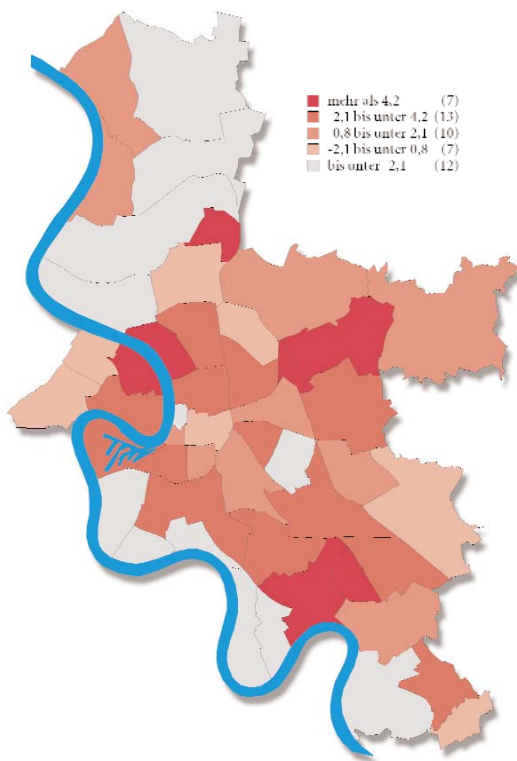 mehr als 4,2 (7)
2,1 bis unter 4,2 (13)
0,8 bis unter 2,1 (10)
-2,1 bis unter 0,8 (7)
bis unter -2,1 (12)